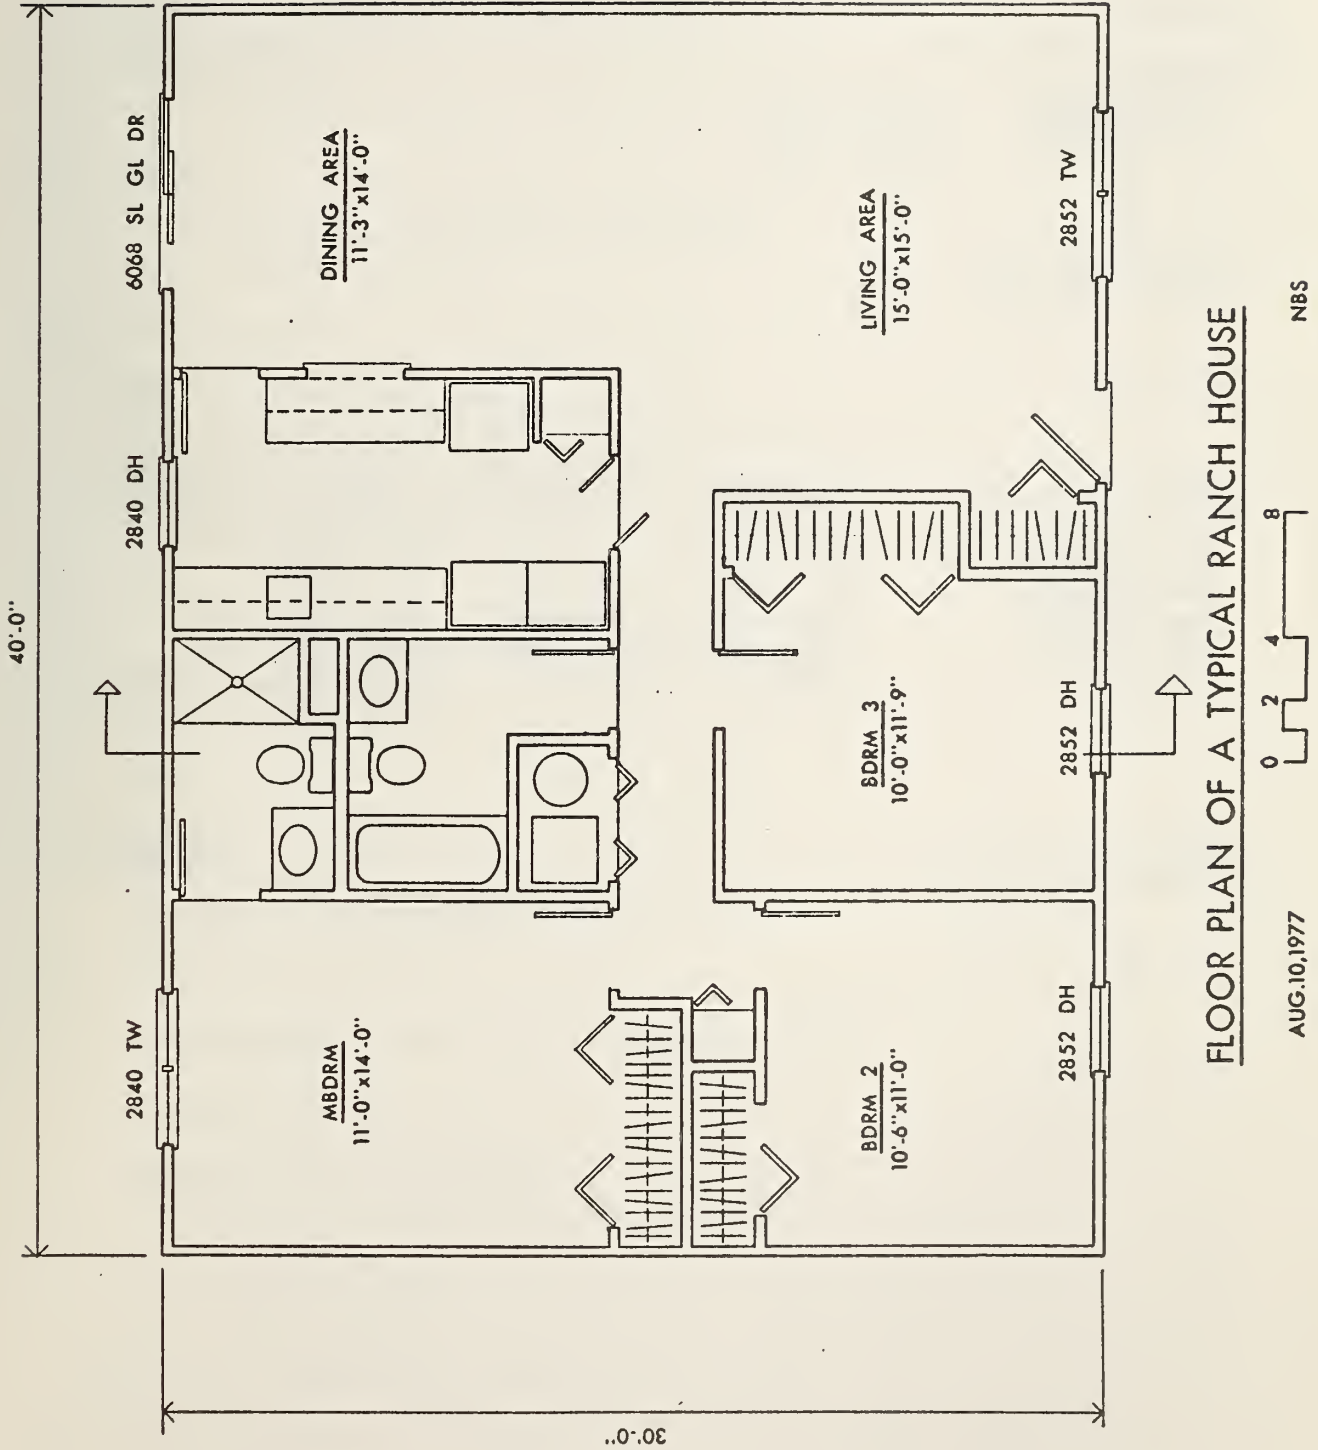 40'-0"
2840 TW
2840 DH
6068 SL GL DR
MBDRM
11'-0"x14'-0"
DINING AREA
11'-3"x14'-0"
30'-0"
BDRM 2
10'-6"x11'-0"
BDRM 3
10'-0"x11'-9"
LIVING AREA
15'-0"x15'-0"
2852 DH
2852 DH
2852 TW
FLOOR PLAN OF A TYPICAL RANCH HOUSE
0 2 4 8
AUG.10,1977
NBS